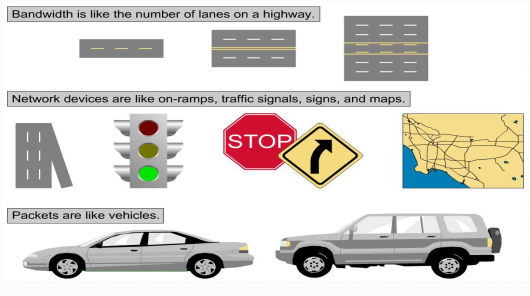 Bandwidth is like the number of lanes on a highway.
Network devices are like on-ramps, traffic signals, signs, and maps.
STOP
Packets are like vehicles.